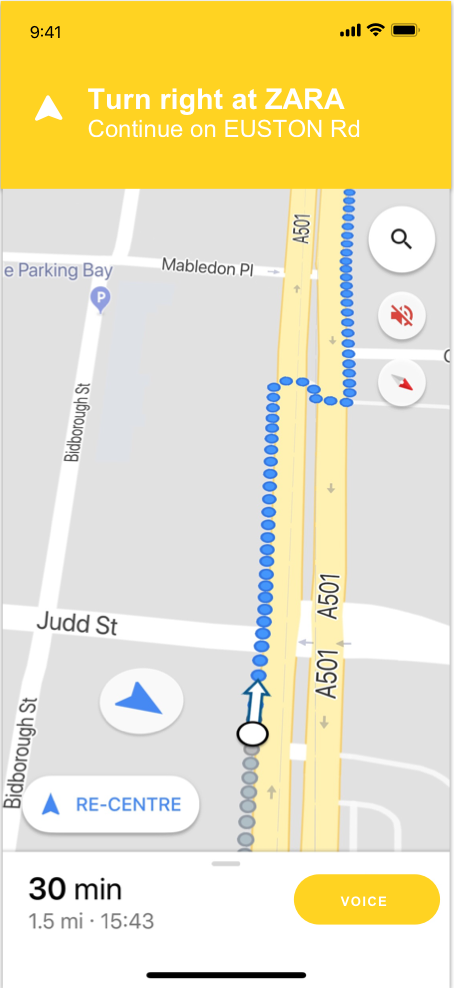 9:41
Turn right at ZARA
Continue on EUSTON Rd
A501
Mabledon Pl
e Parking Bay
P
C
Bidborough St
A501
Judd St
A501
Bidborough St
RE-CENTRE
30 min
1.5 mi · 15:43
VOICE